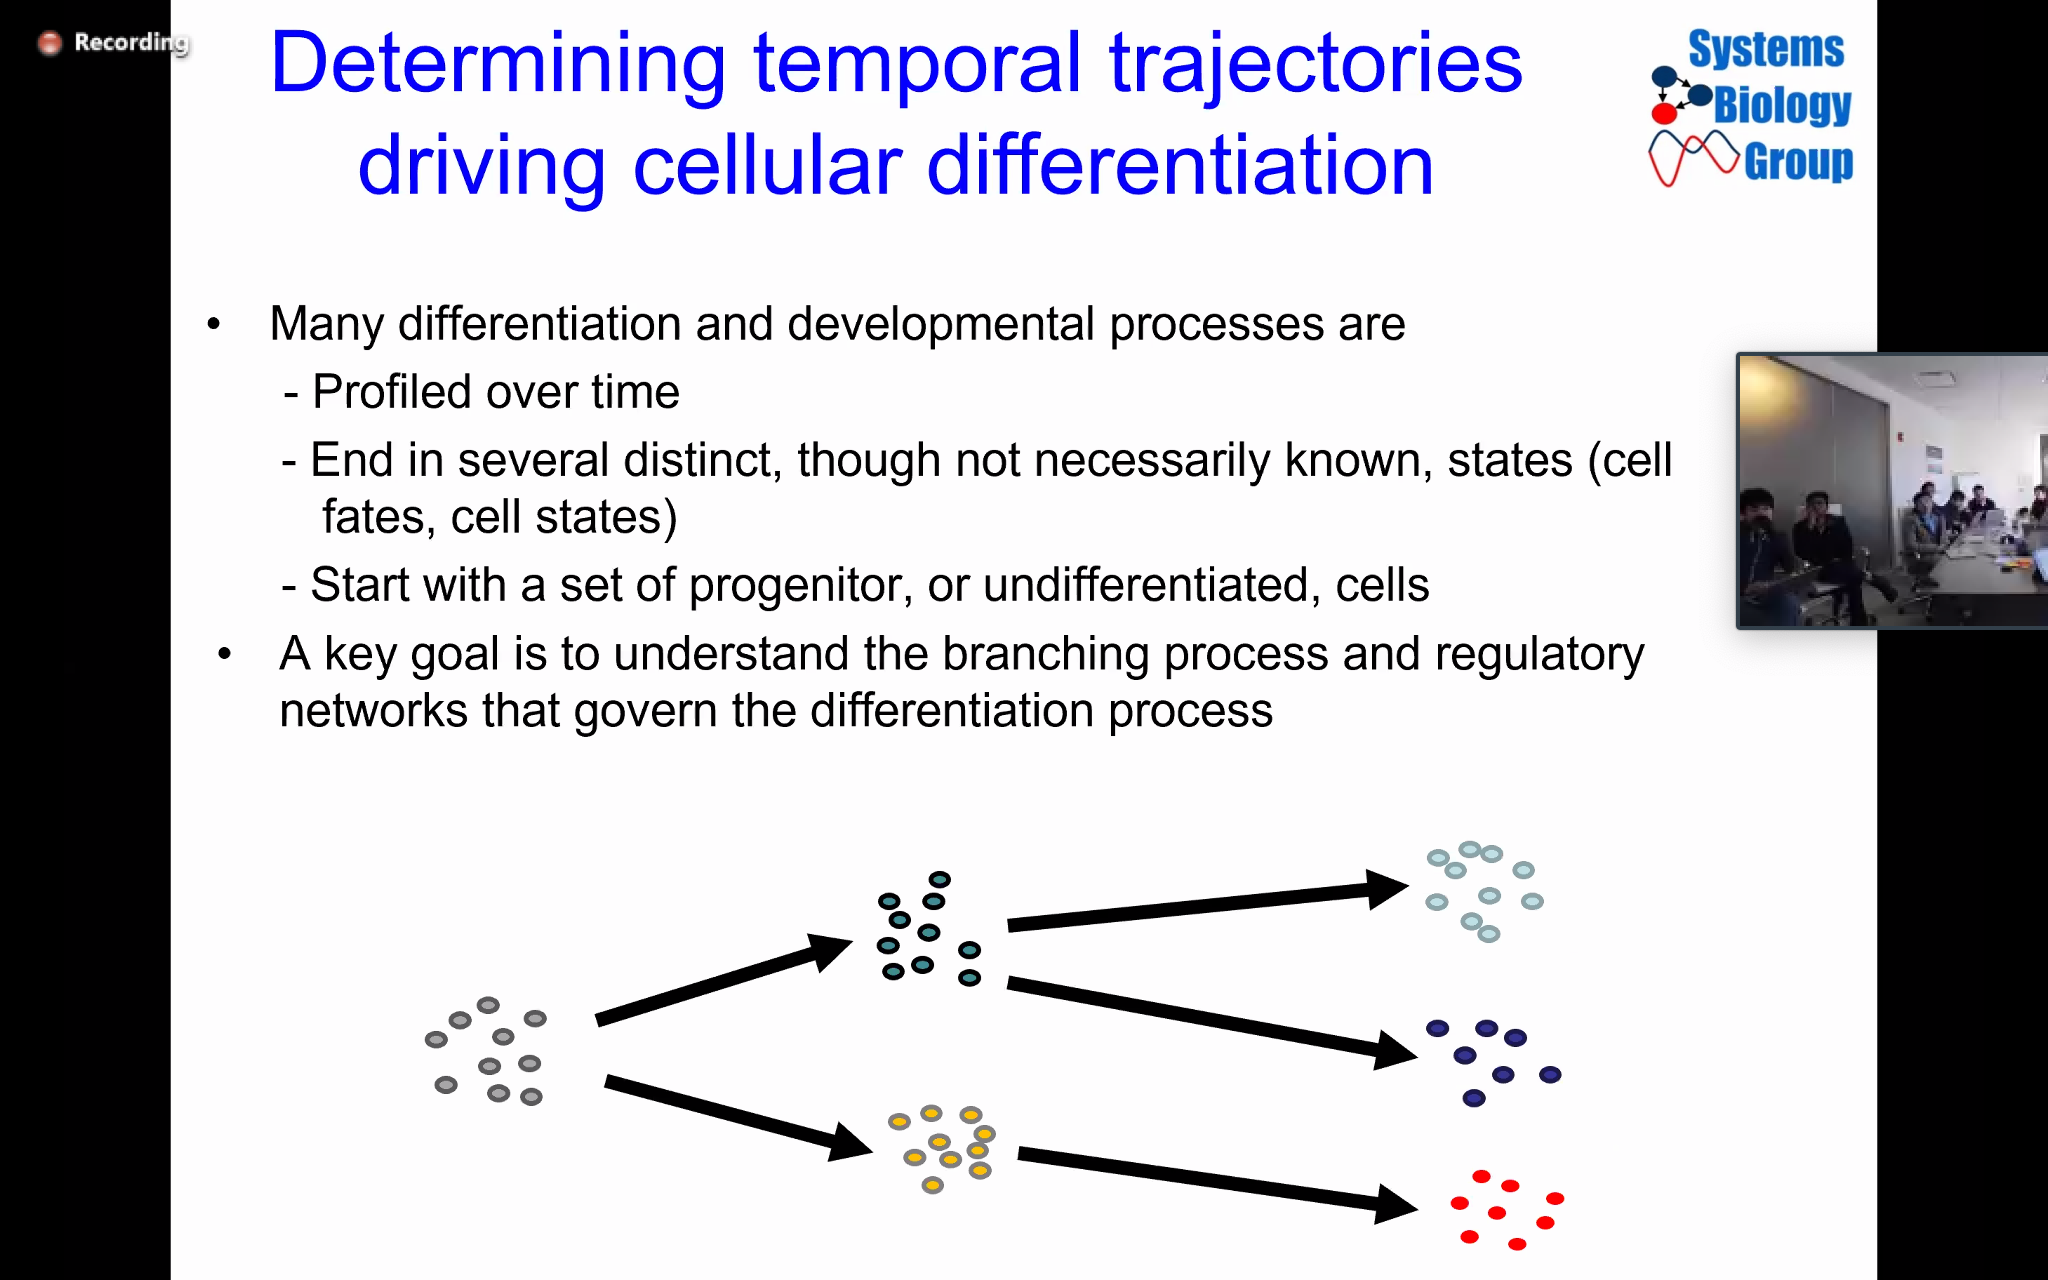 Recording
Determining temporal trajectories
driving cellular differentiation
Systems
Biology
Group
• Many differentiation and developmental processes are
- Profiled over time
- End in several distinct, though not necessarily known, states (cell
fates, cell states)
- Start with a set of progenitor, or undifferentiated, cells
• A key goal is to understand the branching process and regulatory
networks that govern the differentiation process